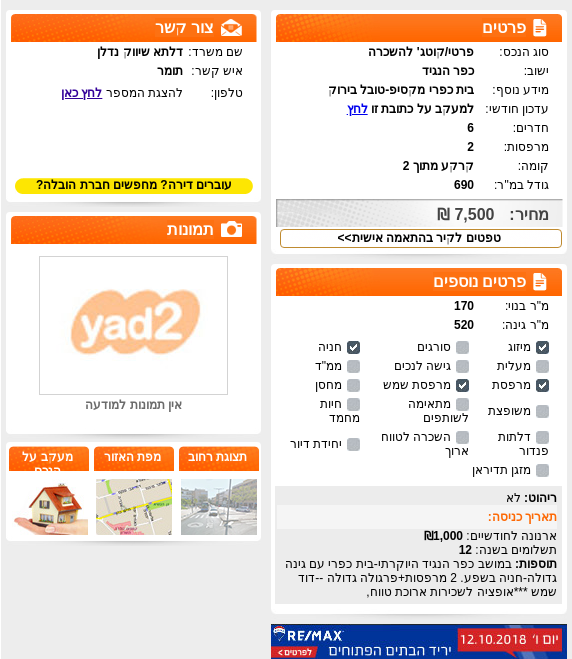 פרטים
סוג הנכס: פרטי/קוטג' להשכרה
ישוב: כפר הנגיד
מידע נוסף: בית כפרי מקסיפ-טובל בירוק
עדכון חודשי: למעקב על כתובת זו לחץ
חדרים: 6
מרפסות: 2
קומה: קרקע מתוך 2
גודל במ"ר: 690
מחיר: 7,500 ₪
טפטים לקיר בהתאמה אישית>>
פרטים נוספים
מ"ר בנוי: 170
מ"ר גינה: 520
מיזוג סורגים חניה
מעלית גישה לנכים ממ"ד
מרפסת מרפסת שמש מחסן
משופצת מתאימה לשותפים חיות מחמד
דלתות פנדור השכרה לטווח ארוך יחידת דיור
מזגן תדיראן
ריהוט: לא
תאריך כניסה:
ארנונה לחודשיים: 1,000₪
תשלומים בשנה: 12
תוספות: במושב כפר הנגיד היוקרתי-בית כפרי עם גינה
גדולה-חניה בשפע. 2 מרפסות+פרגולה גדולה --דוד
שמש ***אופציה לשכירות ארוכת טווח,
RE/MAX
יום ו' 12.10.2018
יריד הבתים הפתוחים
לפרטים >
צור קשר
שם משרד: דלתא שיווק נדלן
איש קשר: תומר
טלפון: להצגת המספר לחץ כאן
עוברים דירה? מחפשים חברת הובלה?
תמונות
yad2
אין תמונות למודעה
תצוגת רחוב
מפת האזור
מעקב על
הנכס